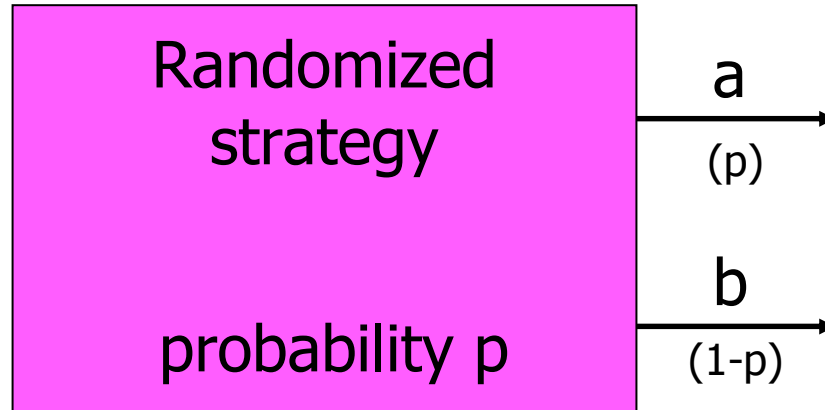 Randomized
strategy
probability p
a
(p)
b
(1-p)